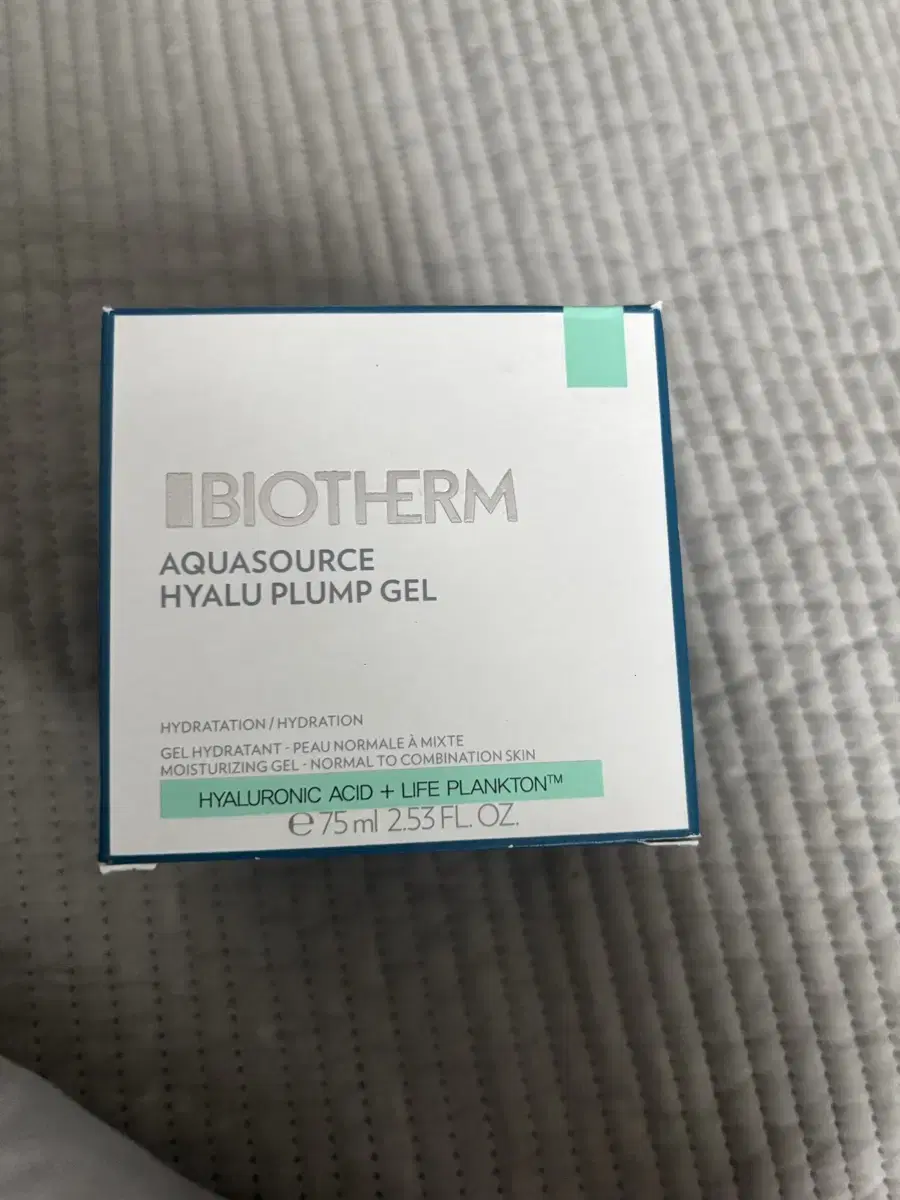 BIOTHERM
AQUASOURCE
HYALU PLUMP GEL
HYDRATATION / HYDRATION
GEL HYDRATANT - PEAU NORMALE À MIXTE
MOISTURIZING GEL - NORMAL TO COMBINATION SKIN
HYALURONIC ACID + LIFE PLANKTON™
℮ 75 ml 2.53 FL. OZ.